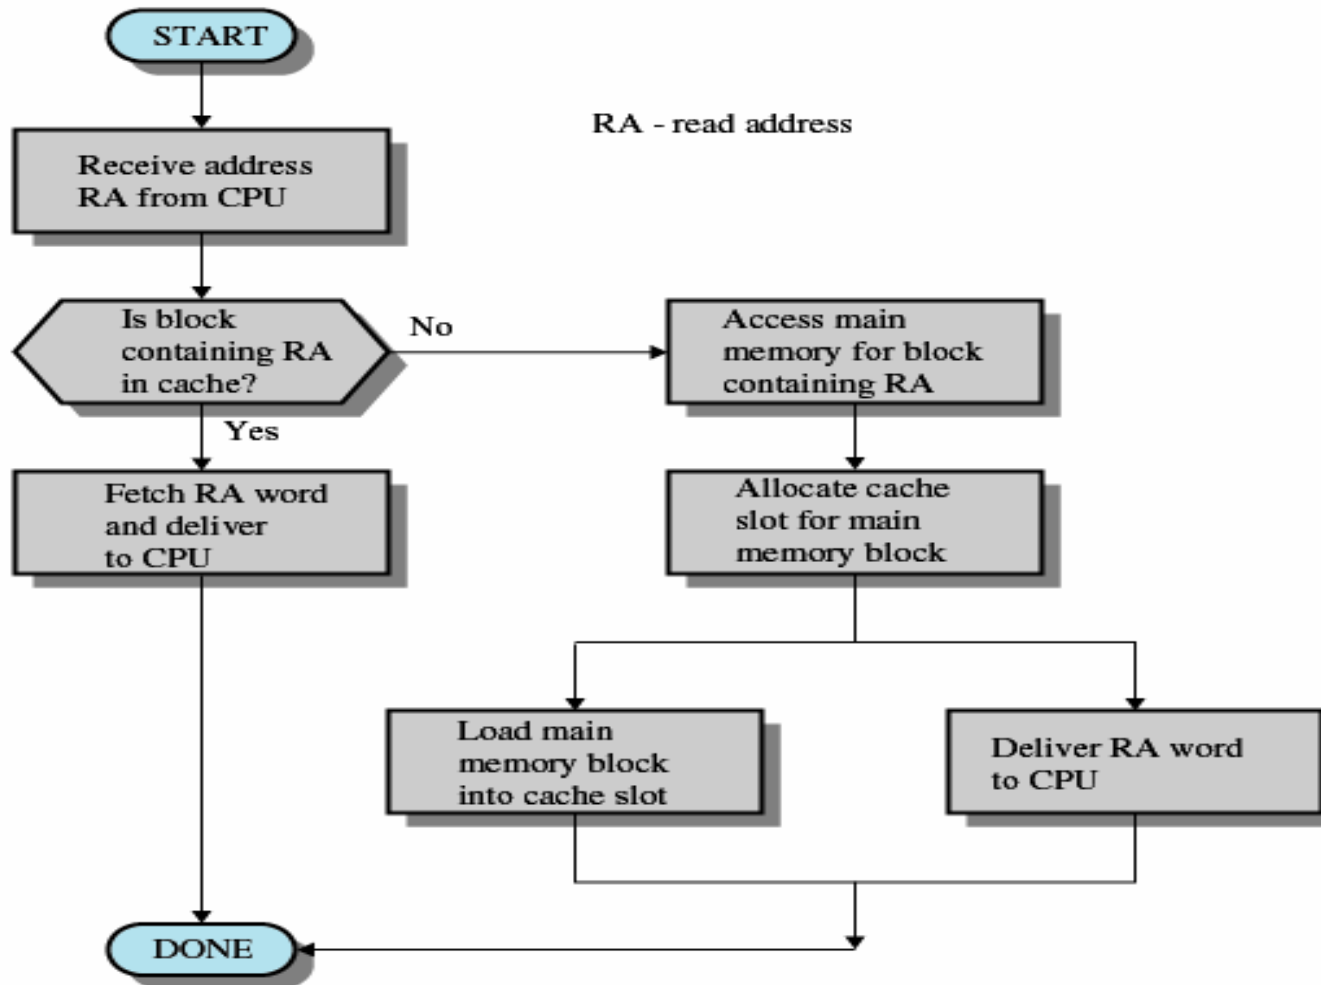 START
RA - read address
Receive address
RA from CPU
Is block
containing RA
in cache?
No
Access main
memory for block
containing RA
Yes
Fetch RA word
and deliver
to CPU
Allocate cache
slot for main
memory block
Load main
memory block
into cache slot
Deliver RA word
to CPU
DONE